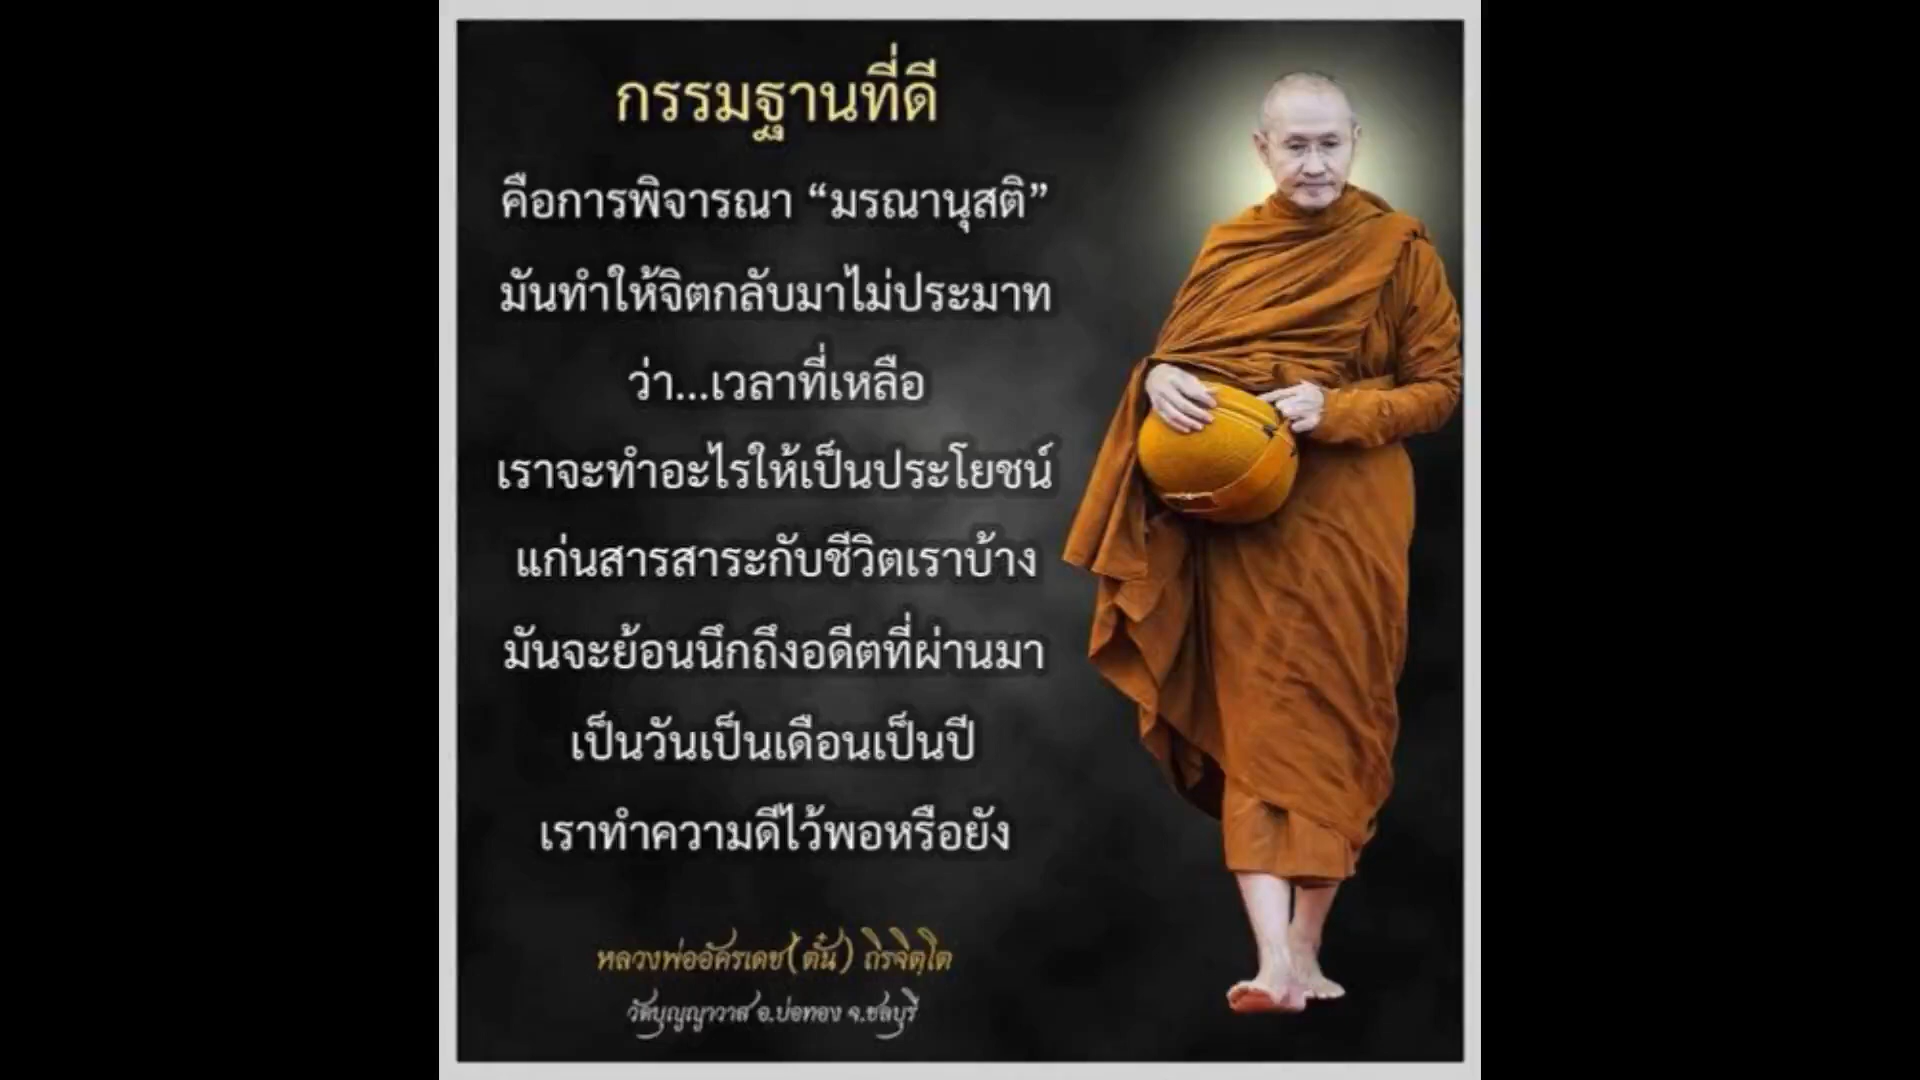 กรรมฐานที่ดี
คือการพิจารณา “มรณานุสติ”
มันทำให้จิตกลับมาไม่ประมาท
ว่า...เวลาที่เหลือ
เราจะทำอะไรให้เป็นประโยชน์
แก่นสารสาระกับชีวิตเราบ้าง
มันจะย้อนนึกถึงอดีตที่ผ่านมา
เป็นวันเป็นเดือนเป็นปี
เราทำความดีไว้พอหรือยัง
หลวงพ่ออัครเดช(ตั๋น) ถิรจิตฺโต
วัดบุญญาวาส อ.บ่อทอง จ.ชลบุรี